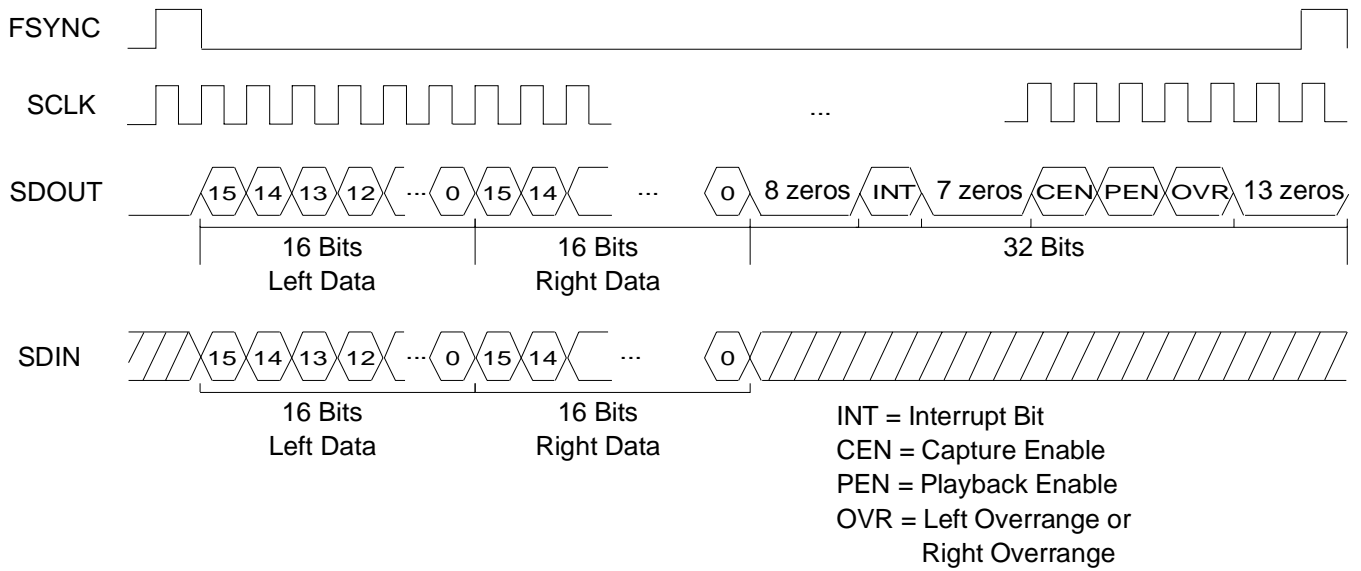 FSYNC
SCLK
...
SDOUT
15 14 13 12 ... 0 15 14 ... 0 8 zeros INT 7 zeros CEN PEN OVR 13 zeros
16 Bits
Left Data
16 Bits
Right Data
32 Bits
SDIN
15 14 13 12 ... 0 15 14 ... 0
16 Bits
Left Data
16 Bits
Right Data
INT = Interrupt Bit
CEN = Capture Enable
PEN = Playback Enable
OVR = Left Overrange or
Right Overrange